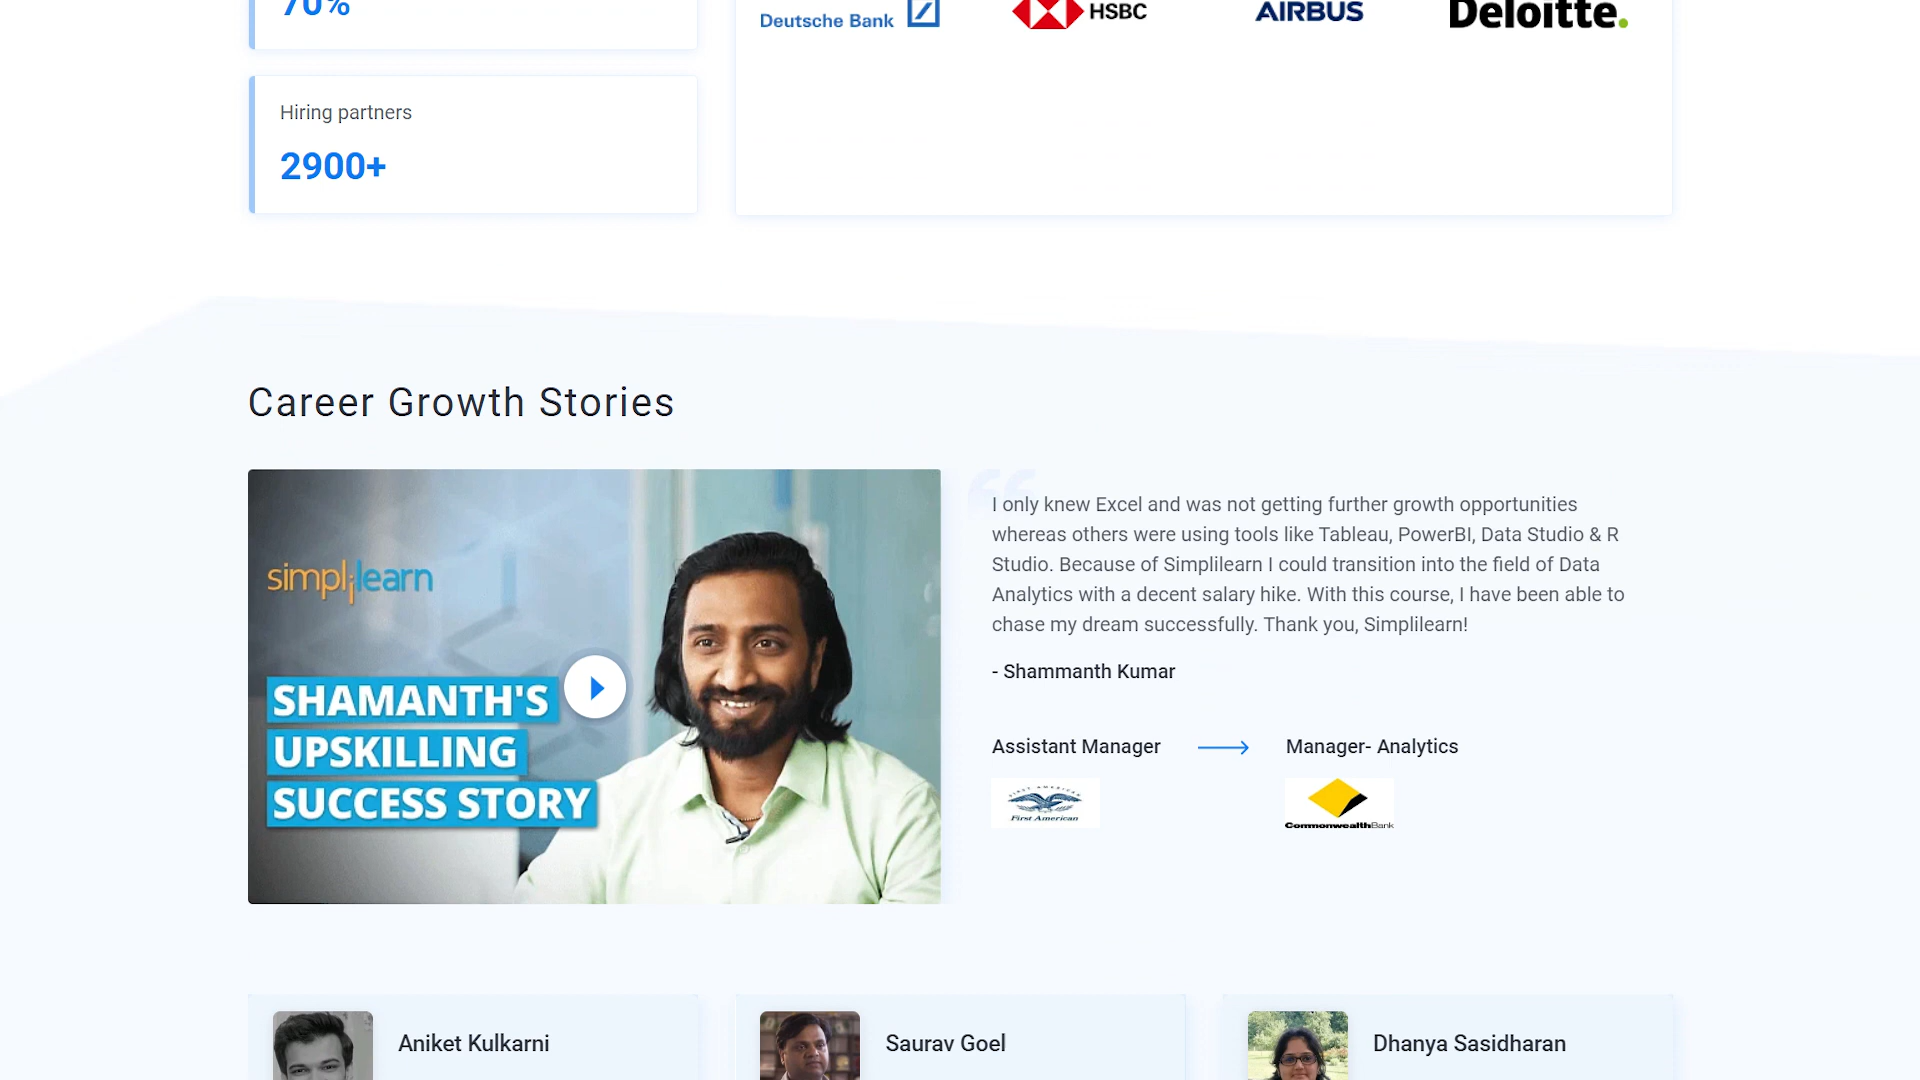 70%
Deutsche Bank
HSBC
AIRBUS
Deloitte.
Hiring partners
2900+
Career Growth Stories
simplilearn
SHAMANTH'S
UPSKILLING
SUCCESS STORY
I only knew Excel and was not getting further growth opportunities
whereas others were using tools like Tableau, PowerBI, Data Studio & R
Studio. Because of Simplilearn I could transition into the field of Data
Analytics with a decent salary hike. With this course, I have been able to
chase my dream successfully. Thank you, Simplilearn!
- Shammanth Kumar
Assistant Manager
Manager- Analytics
FIRST AMERICAN
First American
CommonwealthBank
Aniket Kulkarni
Saurav Goel
Dhanya Sasidharan